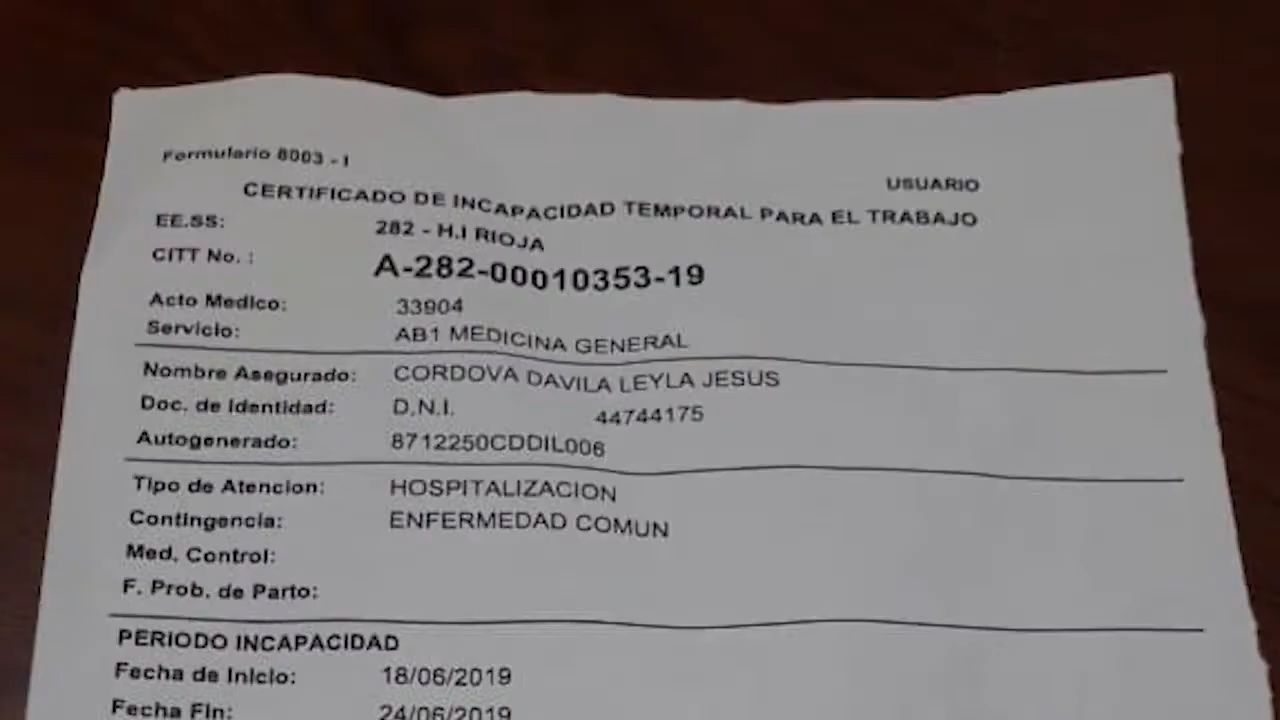 Formulario 8003 - I
USUARIO
CERTIFICADO DE INCAPACIDAD TEMPORAL PARA EL TRABAJO
EE.SS: 282 - H.I RIOJA
CITT No. : A-282-00010353-19
Acto Medico: 33904
Servicio: AB1 MEDICINA GENERAL
Nombre Asegurado: CORDOVA DAVILA LEYLA JESUS
Doc. de Identidad: D.N.I. 44744175
Autogenerado: 8712250CDDIL006
Tipo de Atencion: HOSPITALIZACION
Contingencia: ENFERMEDAD COMUN
Med. Control:
F. Prob. de Parto:
PERIODO INCAPACIDAD
Fecha de Inicio: 18/06/2019
Fecha Fin: 24/06/2019